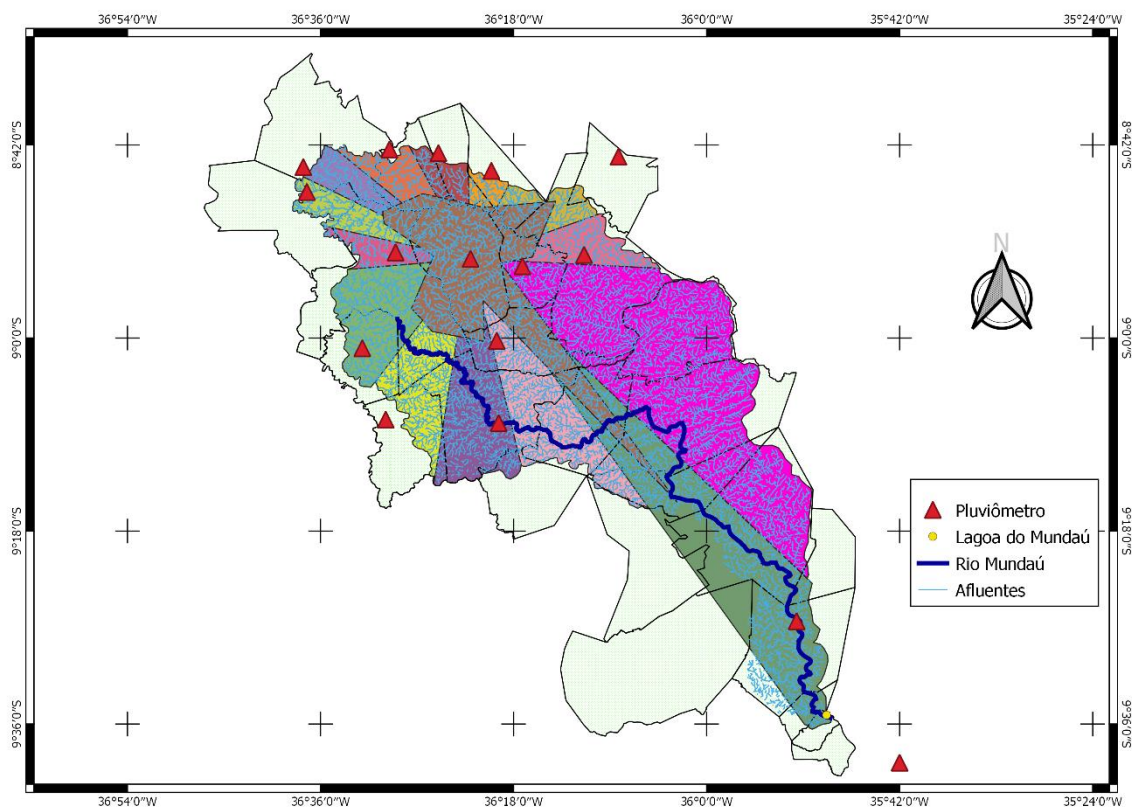 36°54'0"W 36°36'0"W 36°18'0"W 36°0'0"W 35°42'0"W 35°24'0"W
8°42'0"S 8°42'0"S
N
9°0'0"S 9°0'0"S
Pluviômetro
Lagoa do Mundaú
9°18'0"S 9°18'0"S
Rio Mundaú
Afluentes
9°36'0"S 9°36'0"S
36°54'0"W 36°36'0"W 36°18'0"W 36°0'0"W 35°42'0"W 35°24'0"W